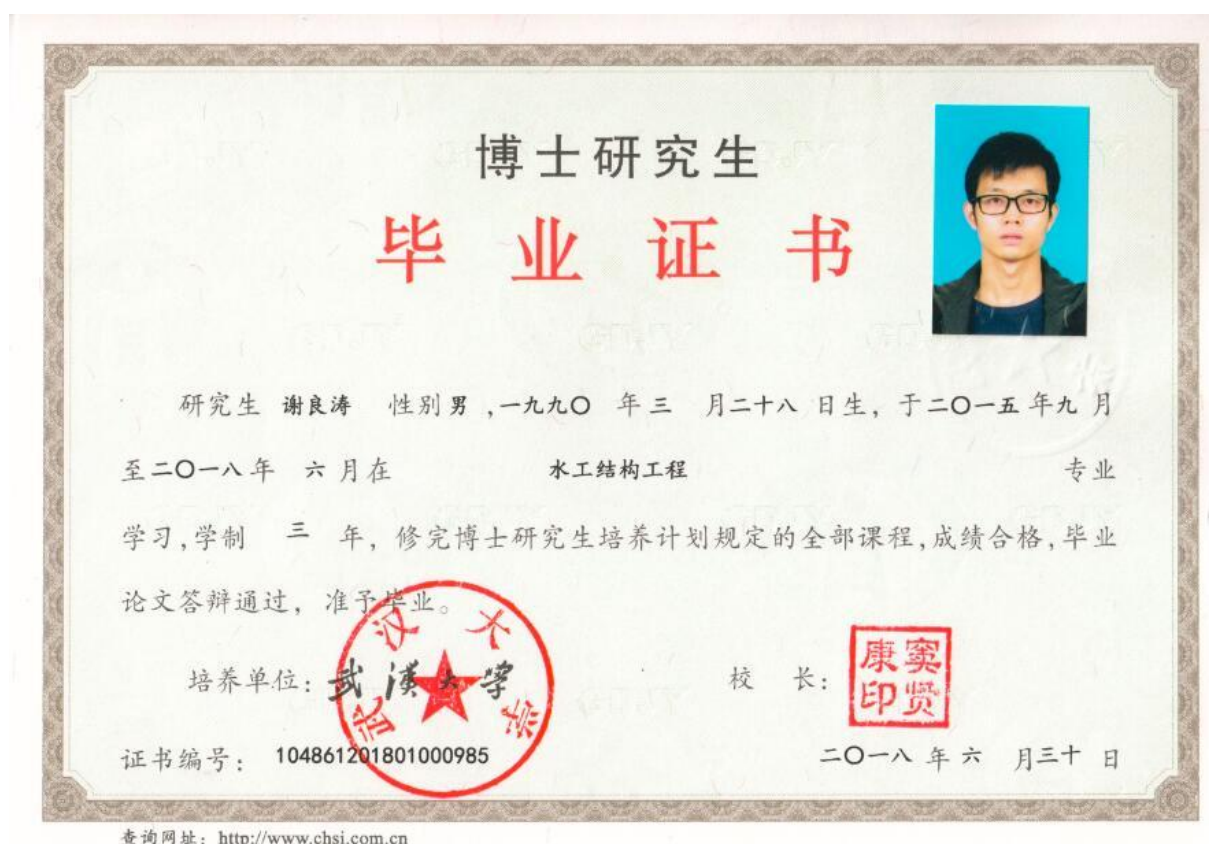 博士研究生
毕业证书
研究生 谢良涛 性别 男 ,一九九〇 年 三 月二十八 日生, 于二〇一五 年九 月
至二〇一八年 六 月在 水工结构工程 专业
学习,学制 三 年, 修完博士研究生培养计划规定的全部课程,成绩合格,毕业
论文答辩通过, 准予毕业。
武汉大学
培养单位: 武漢大学
校 长: 窦贤康印
证书编号: 104861201801000985
二〇一八 年 六 月三十 日
查询网址: http://www.chsi.com.cn